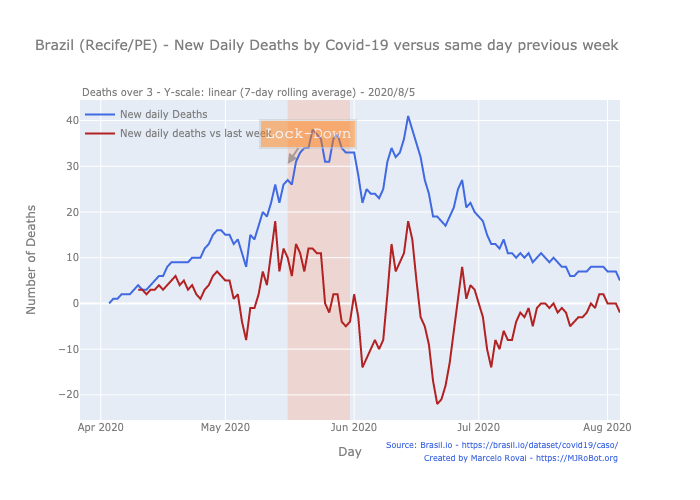 Brazil (Recife/PE) - New Daily Deaths by Covid-19 versus same day previous week
Deaths over 3 - Y-scale: linear (7-day rolling average) - 2020/8/5
New daily Deaths
New daily deaths vs last week
Lock-Down
40
30
20
10
0
−10
−20
Number of Deaths
Apr 2020
May 2020
Jun 2020
Jul 2020
Aug 2020
Day
Source: Brasil.io - https://brasil.io/dataset/covid19/caso/
Created by Marcelo Rovai - https://MJRoBot.org